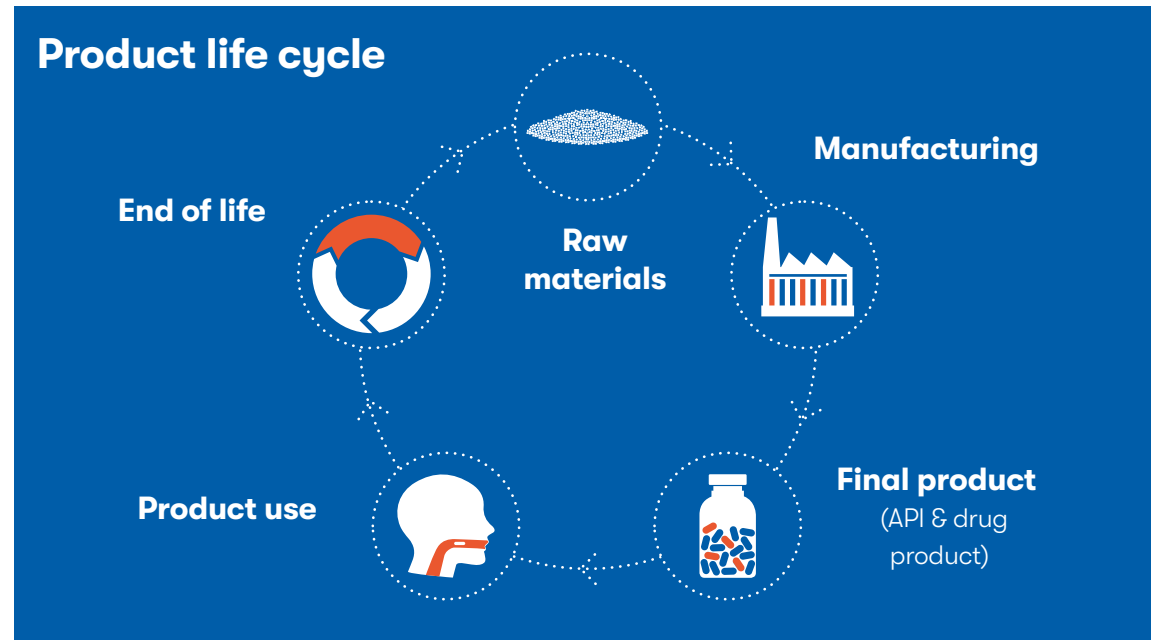 Product life cycle
Raw
materials
Manufacturing
Final product
(API & drug
product)
Product use
End of life